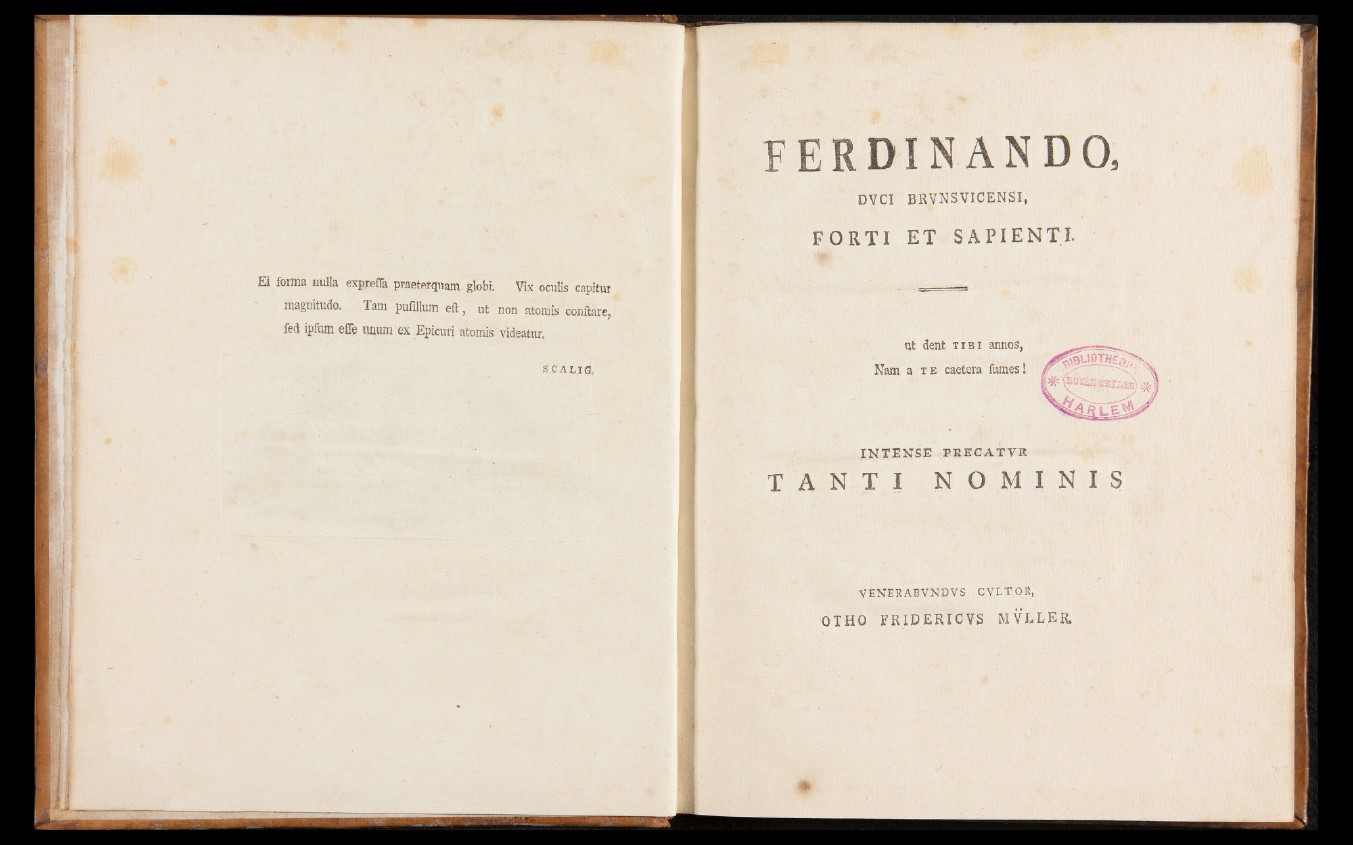 Ei forma nulla expreſſa praeterquam globi. Vix oculis capitur
magnitudo. Tam puſillum eſt, ut non atomis conſtare,
ſed ipſum eſſe unum ex Epicuri atomis videatur.
SCALIG.
FERDINANDO,
DVCI BRVNSVICENSI,
FORTI ET SAPIENTI.
ut dent TIBI annos,
Nam a TE caetera ſumes!
BIBLIOTHÈQUE
HARLEM
INTENSE PRECATVR
TANTI NOMINIS
VENERABVNDVS CVLTOR,
OTHO FRIDERICVS MV̈LLER.